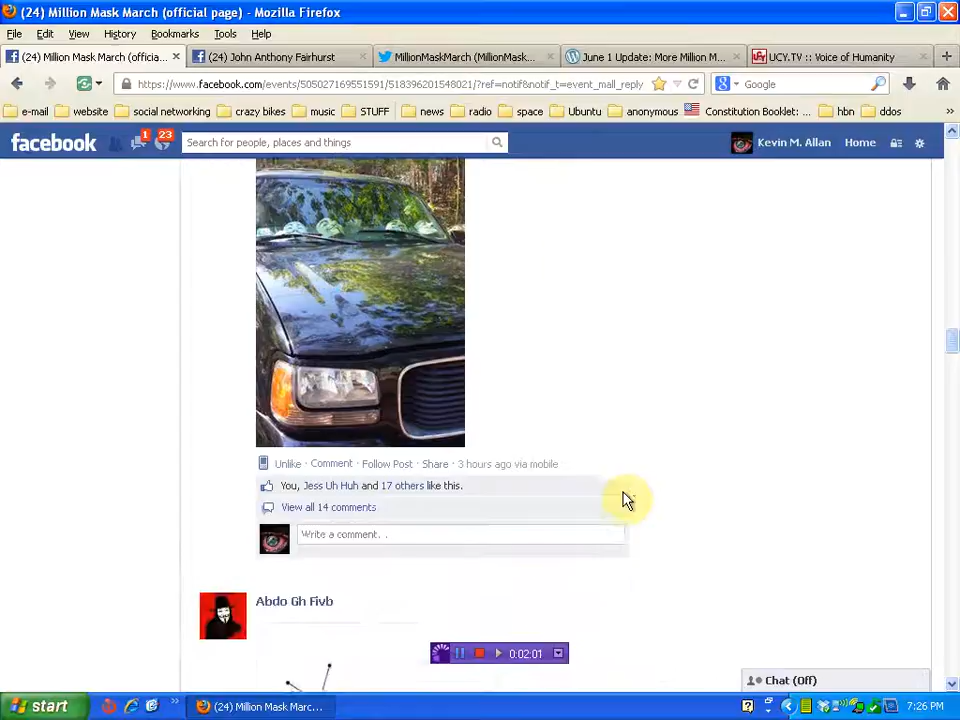 (24) Million Mask March (official page) - Mozilla Firefox
File Edit View History Bookmarks Tools Help
(24) Million Mask March (officia...
(24) John Anthony Fairhurst
MillionMaskMarch (MillionMask...
June 1 Update: More Million M...
UCY.TV :: Voice of Humanity
https://www.facebook.com/events/505027169551591/518396201548021/?ref=notif&notif_t=event_mall_reply
Google
e-mail website social networking crazy bikes music STUFF news radio space Ubuntu anonymous Constitution Booklet: ... hbn ddos
facebook
1
23
Search for people, places and things
Kevin M. Allan
Home
Unlike · Comment · Follow Post · Share · 3 hours ago via mobile
You, Jess Uh Huh and 17 others like this.
View all 14 comments
Write a comment. .
Abdo Gh Fivb
0:02:01
Chat (Off)
start
(24) Million Mask Marc...
7:26 PM